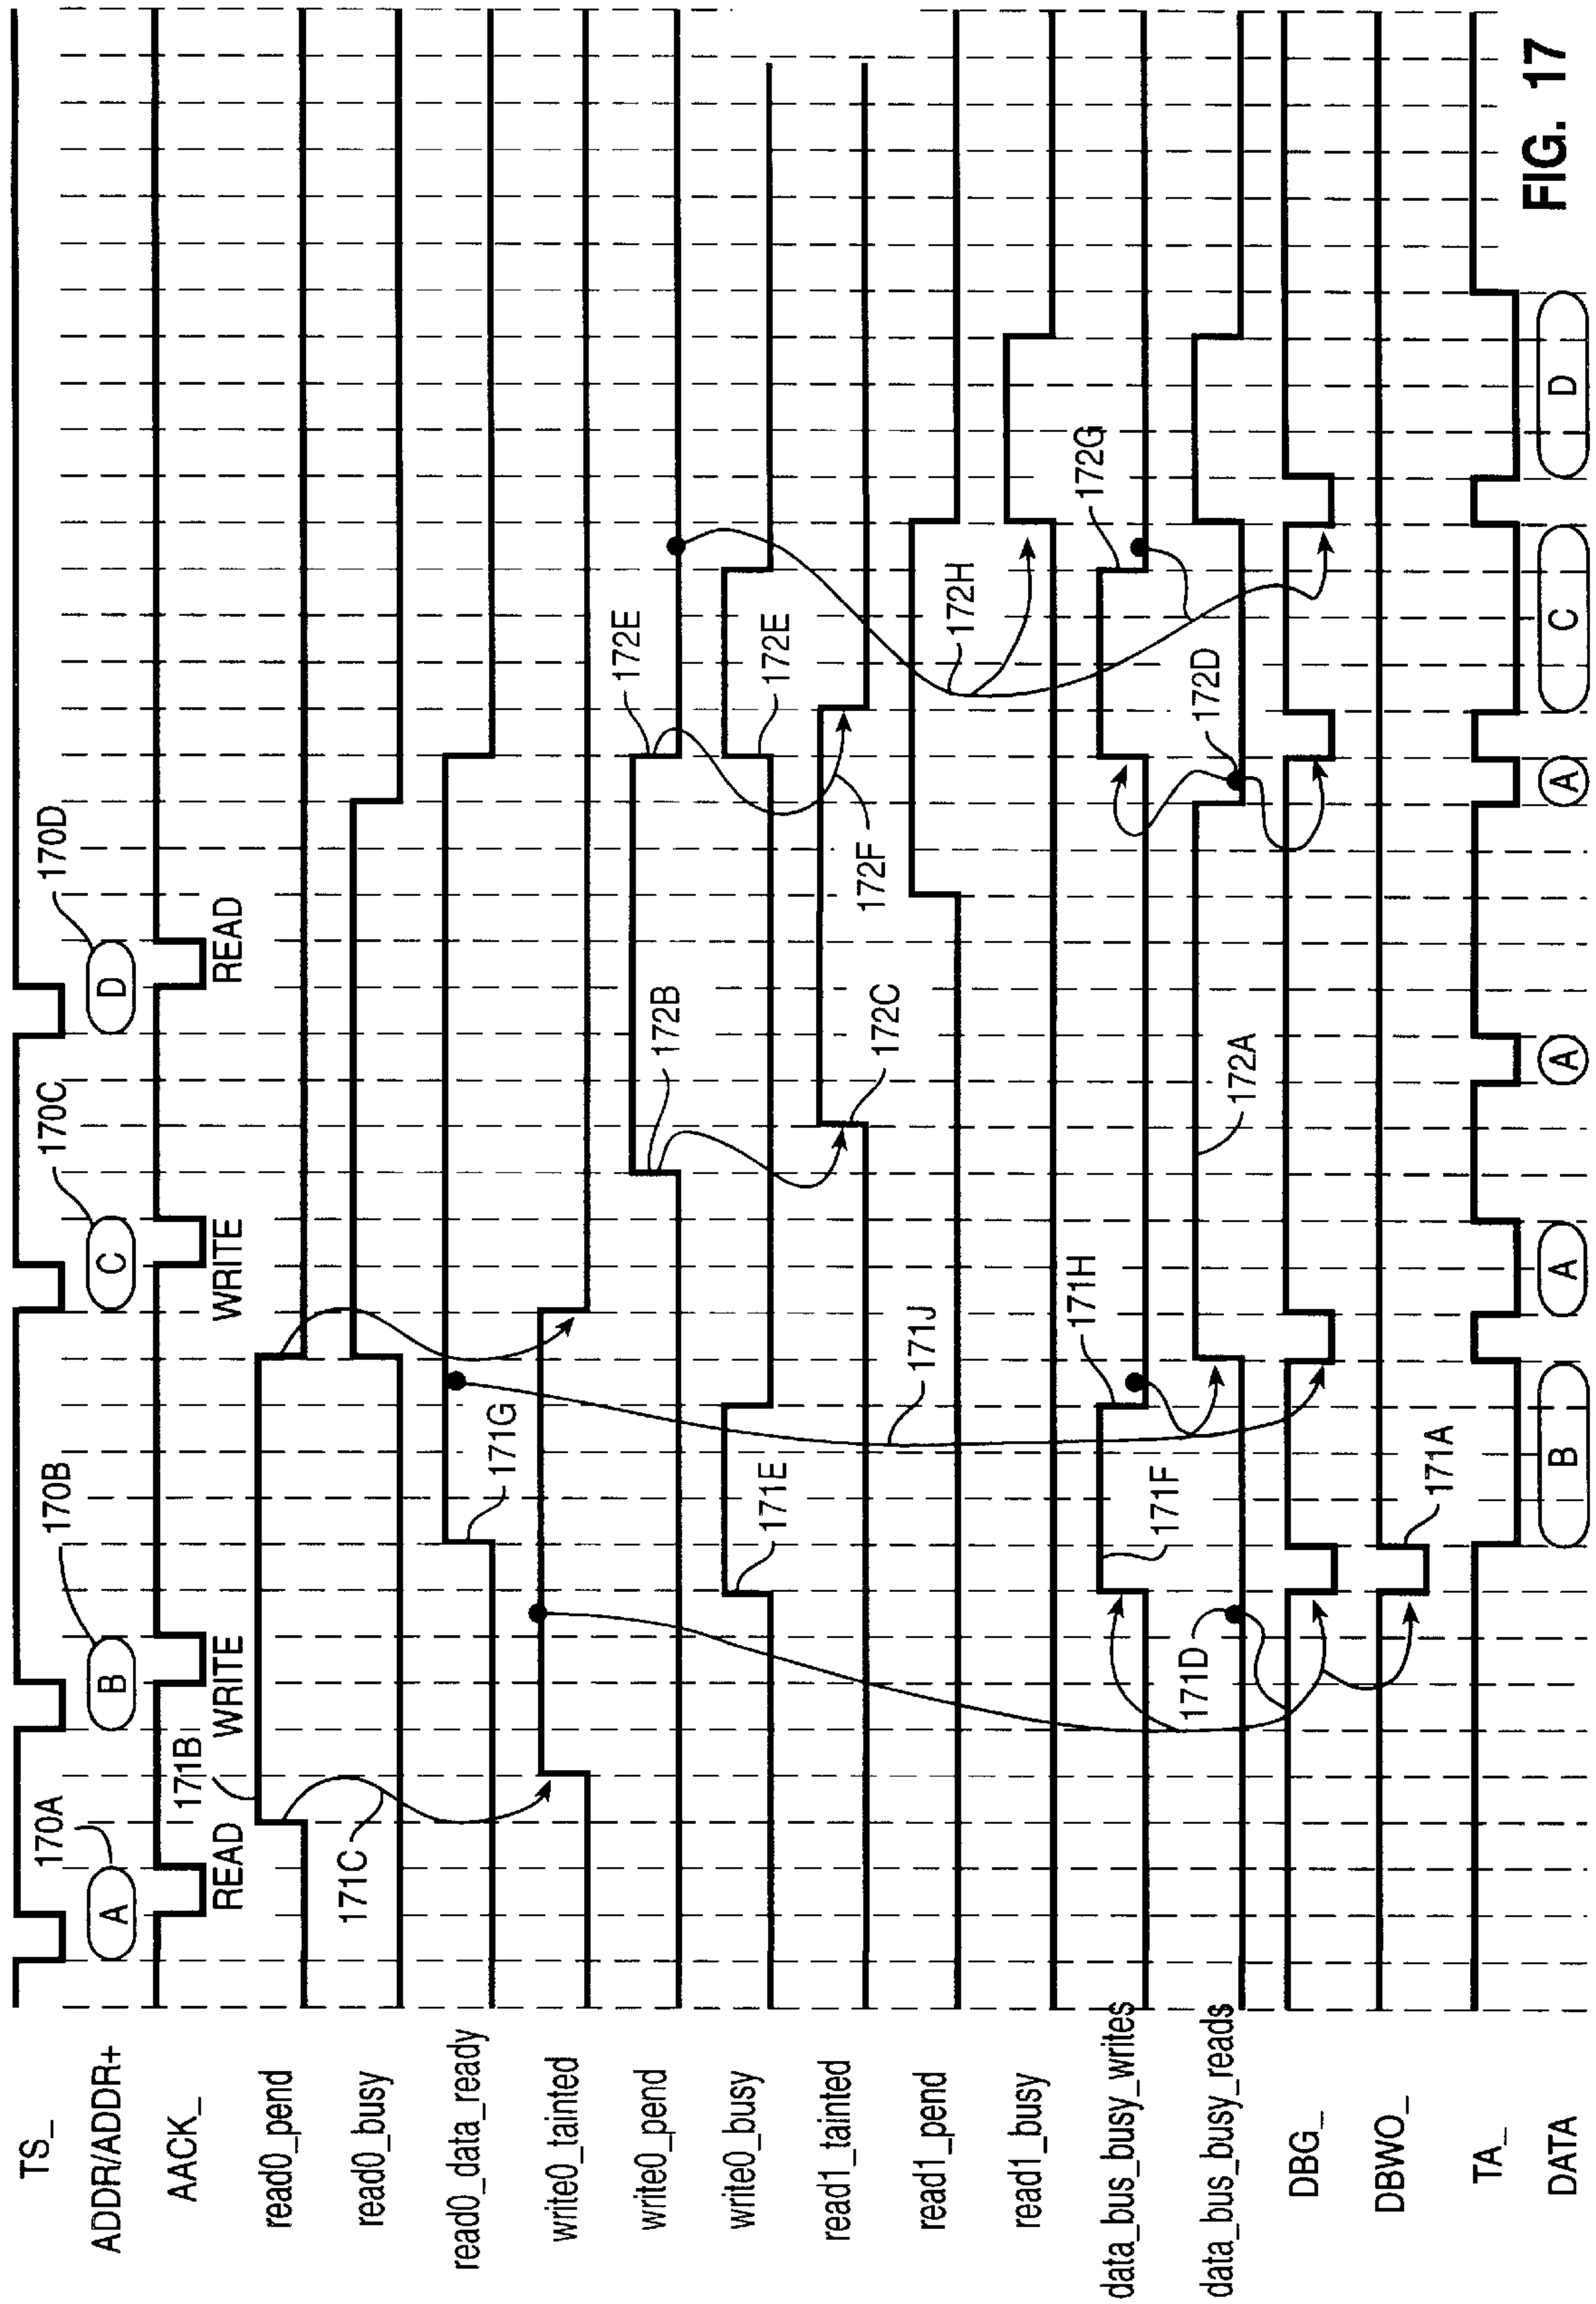 TS_
ADDR/ADDR+
A
170A
B
170B
C
170C
D
170D
AACK_
READ
WRITE
WRITE
READ
read0_pend
171B
171C
read0_busy
read0_data_ready
171G
write0_tainted
write0_pend
172B
172E
write0_busy
171E
172E
read1_tainted
172C
172F
read1_pend
171J
172H
read1_busy
data_bus_busy_writes
171F
171H
172G
data_bus_busy_reads
171D
172A
172D
DBG_
DBWO_
171A
TA_
DATA
B
A
A
A
C
D
FIG. 17